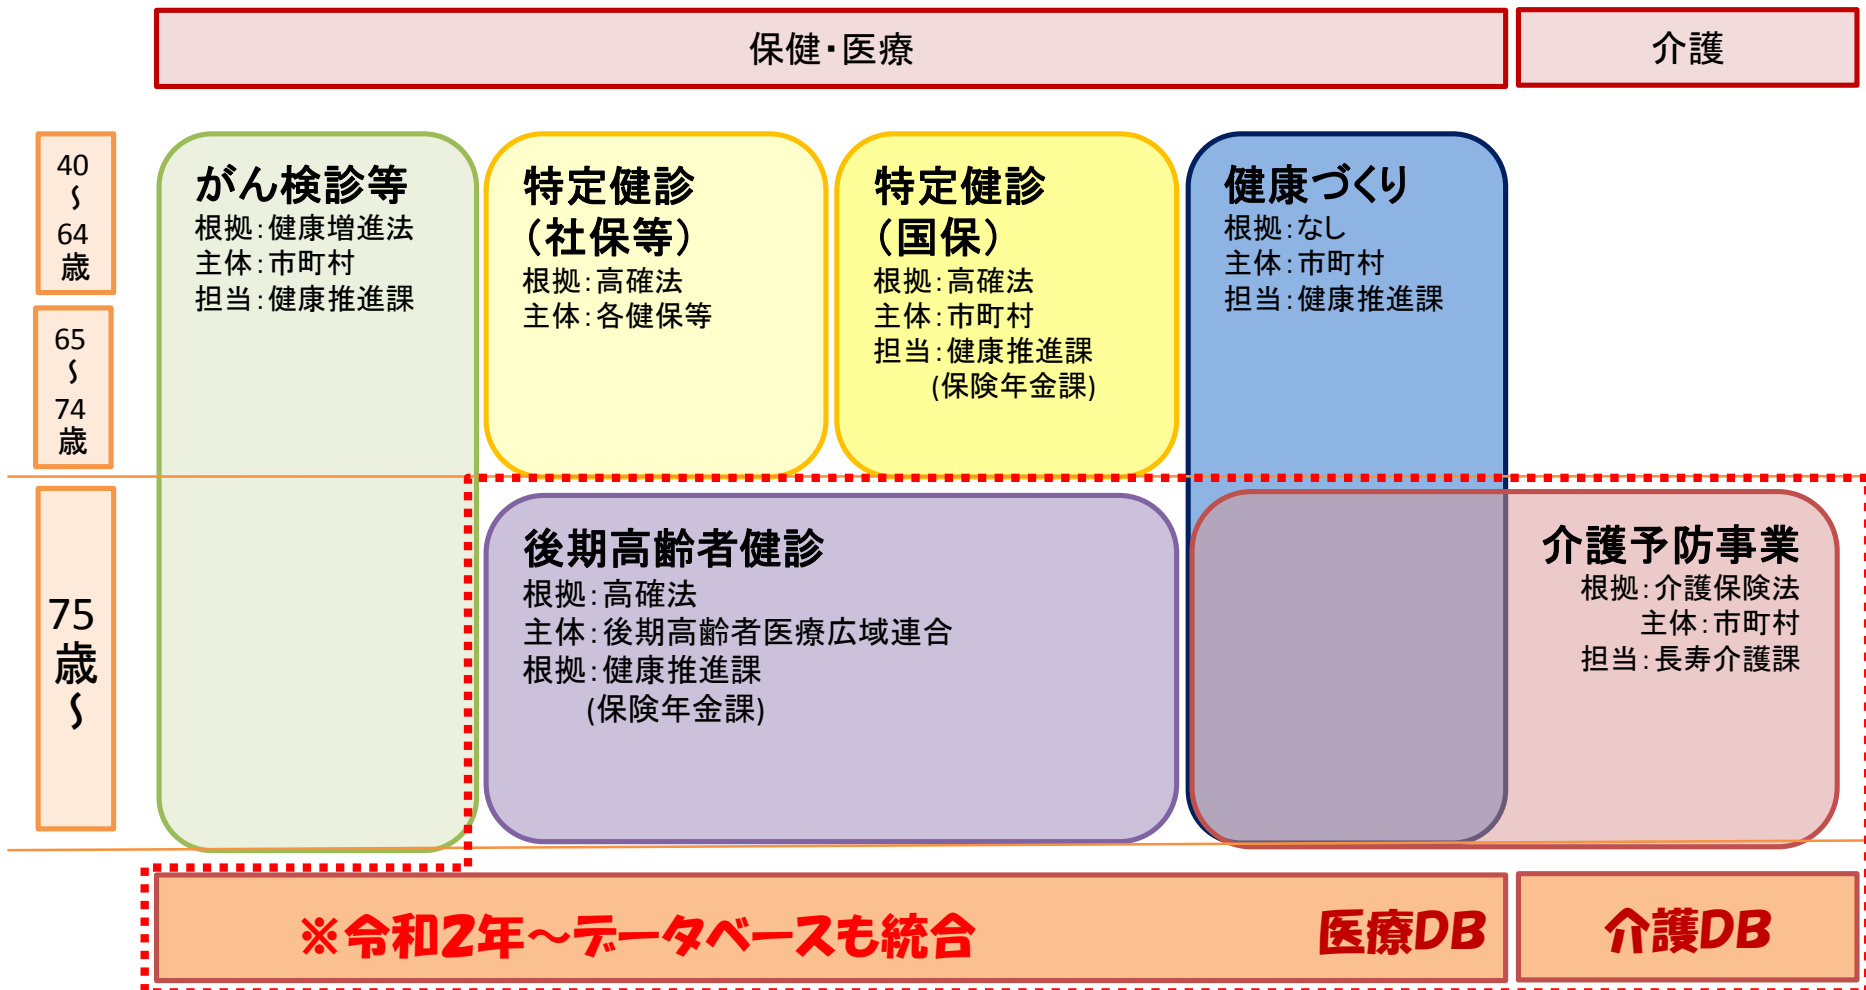 保健・医療
介護
40
～
64
歳
65
～
74
歳
75
歳
～
がん検診等
根拠：健康増進法
主体：市町村
担当：健康推進課
特定健診
（社保等）
根拠：高確法
主体：各健保等
特定健診
（国保）
根拠：高確法
主体：市町村
担当：健康推進課
(保険年金課)
健康づくり
根拠：なし
主体：市町村
担当：健康推進課
後期高齢者健診
根拠：高確法
主体：後期高齢者医療広域連合
根拠：健康推進課
(保険年金課)
介護予防事業
根拠：介護保険法
主体：市町村
担当：長寿介護課
※令和2年～データベースも統合
医療DB
介護DB